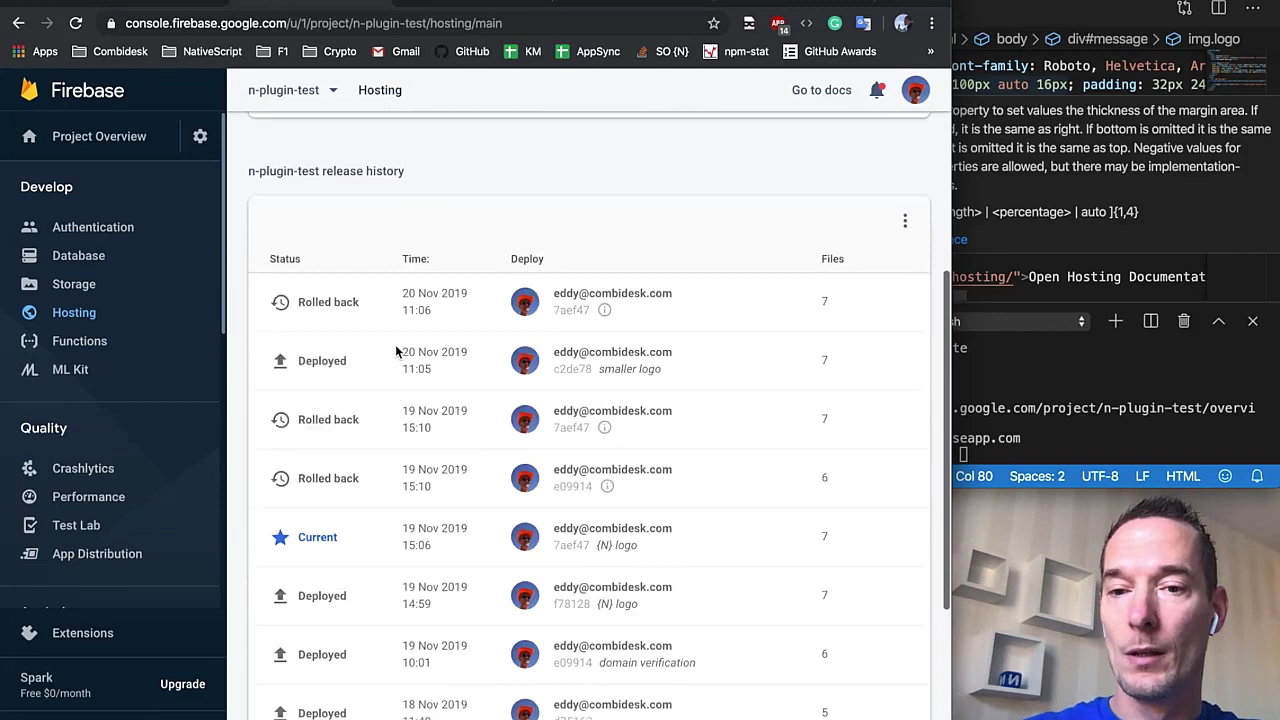 console.firebase.google.com/u/1/project/n-plugin-test/hosting/main
14
Apps
Combidesk
NativeScript
F1
Crypto
Gmail
GitHub
KM
AppSync
SO {N}
npm-stat
GitHub Awards
»
Firebase
Project Overview
Develop
Authentication
Database
Storage
Hosting
Functions
ML Kit
Quality
Crashlytics
Performance
Test Lab
App Distribution
Extensions
Spark
Free $0/month
Upgrade
n-plugin-test
Hosting
Go to docs
n-plugin-test release history
Status Time: Deploy Files
Rolled back 20 Nov 2019 11:06 eddy@combidesk.com 7aef47 7
Deployed 20 Nov 2019 11:05 eddy@combidesk.com c2de78 smaller logo 7
Rolled back 19 Nov 2019 15:10 eddy@combidesk.com 7aef47 7
Rolled back 19 Nov 2019 15:10 eddy@combidesk.com e09914 6
Current 19 Nov 2019 15:06 eddy@combidesk.com 7aef47 {N} logo 7
Deployed 19 Nov 2019 14:59 eddy@combidesk.com f78128 {N} logo 7
Deployed 19 Nov 2019 10:01 eddy@combidesk.com e09914 domain verification 6
Deployed 18 Nov 2019 eddy@combidesk.com 5
body div#message img.logo
ont-family: Roboto, Helvetica, Ar
100px auto 16px; padding: 32px 24
operty to set values the thickness of the margin area. If
d, it is the same as right. If bottom is omitted it is the same
t is omitted it is the same as top. Negative values for
erties are allowed, but there may be implementation-
s.
ngth> | <percentage> | auto ]{1,4}
ce
hosting/">Open Hosting Documentat
sh
te
.google.com/project/n-plugin-test/overvi
seapp.com
Col 80 Spaces: 2 UTF-8 LF HTML